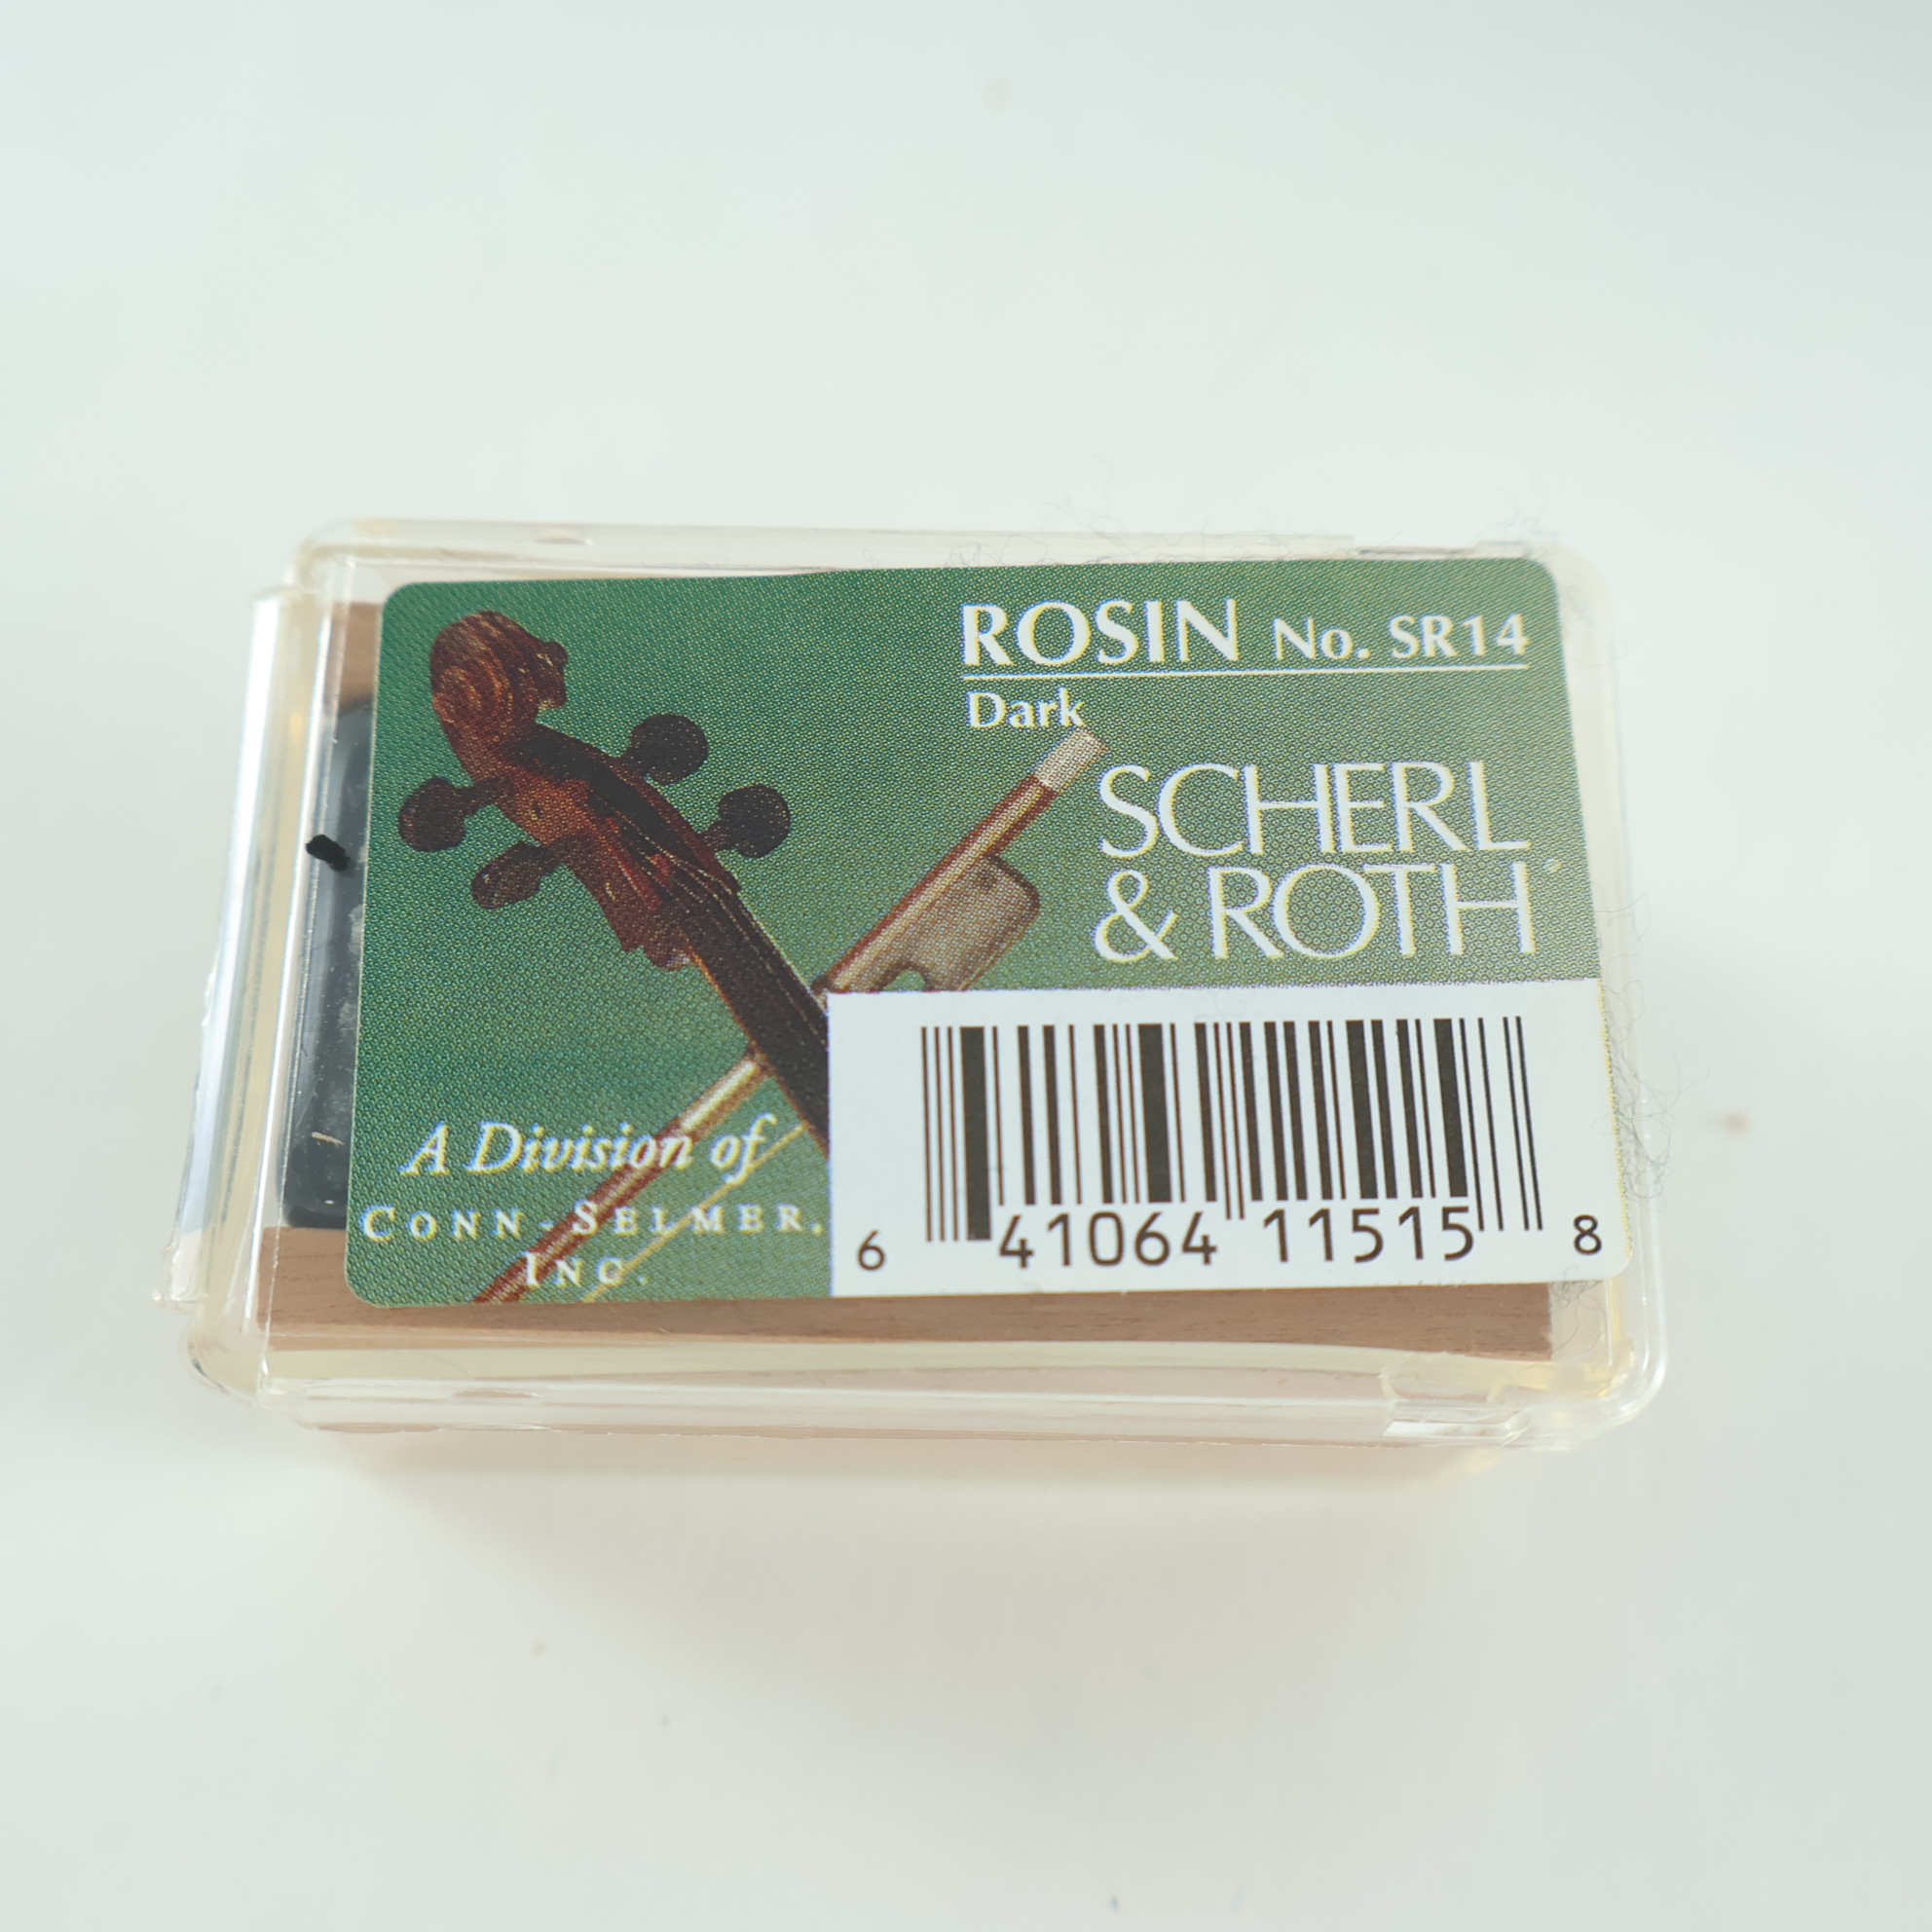 ROSIN No. SR14
Dark
SCHERL
& ROTH
A Division of
CONN-SELMER,
INC.
6 41064 11515 8